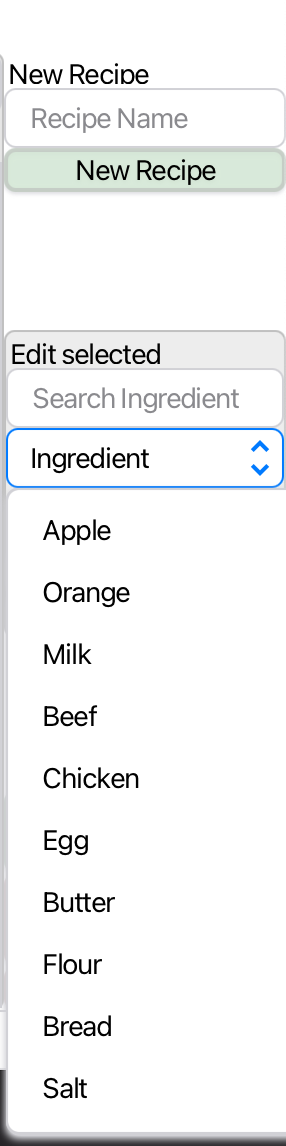 New Recipe
Recipe Name
New Recipe
Edit selected
Search Ingredient
Ingredient
Apple
Orange
Milk
Beef
Chicken
Egg
Butter
Flour
Bread
Salt